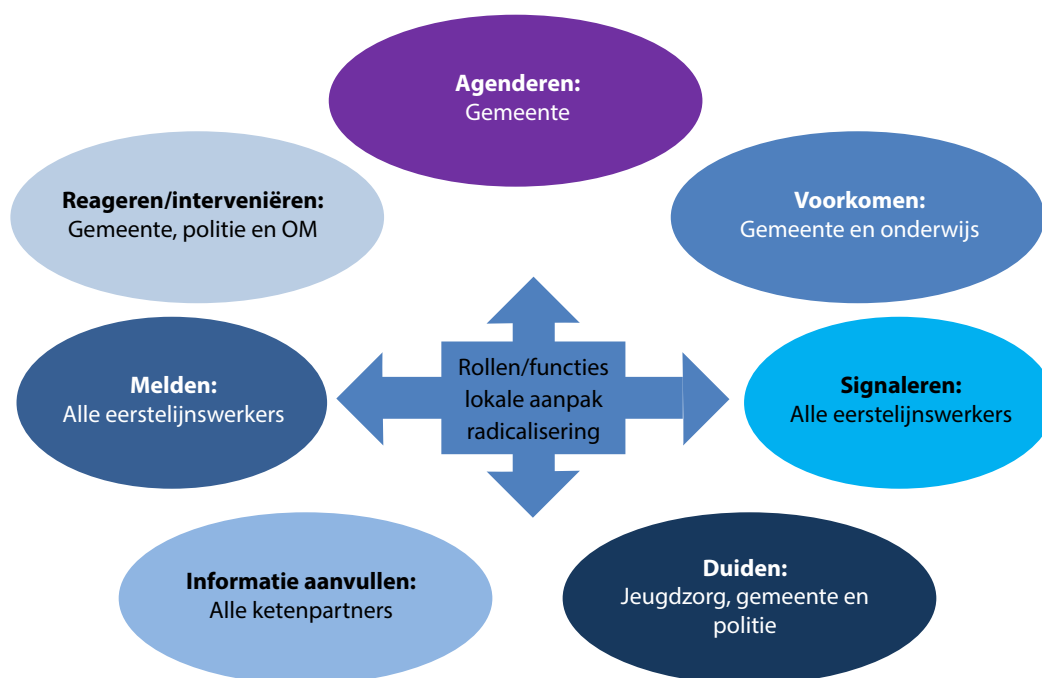 Agenderen:
Gemeente
Reageren/interveniëren:
Gemeente, politie en OM
Voorkomen:
Gemeente en onderwijs
Melden:
Alle eerstelijnswerkers
Rollen/functies
lokale aanpak
radicalisering
Signaleren:
Alle eerstelijnswerkers
Informatie aanvullen:
Alle ketenpartners
Duiden:
Jeugdzorg, gemeente en
politie